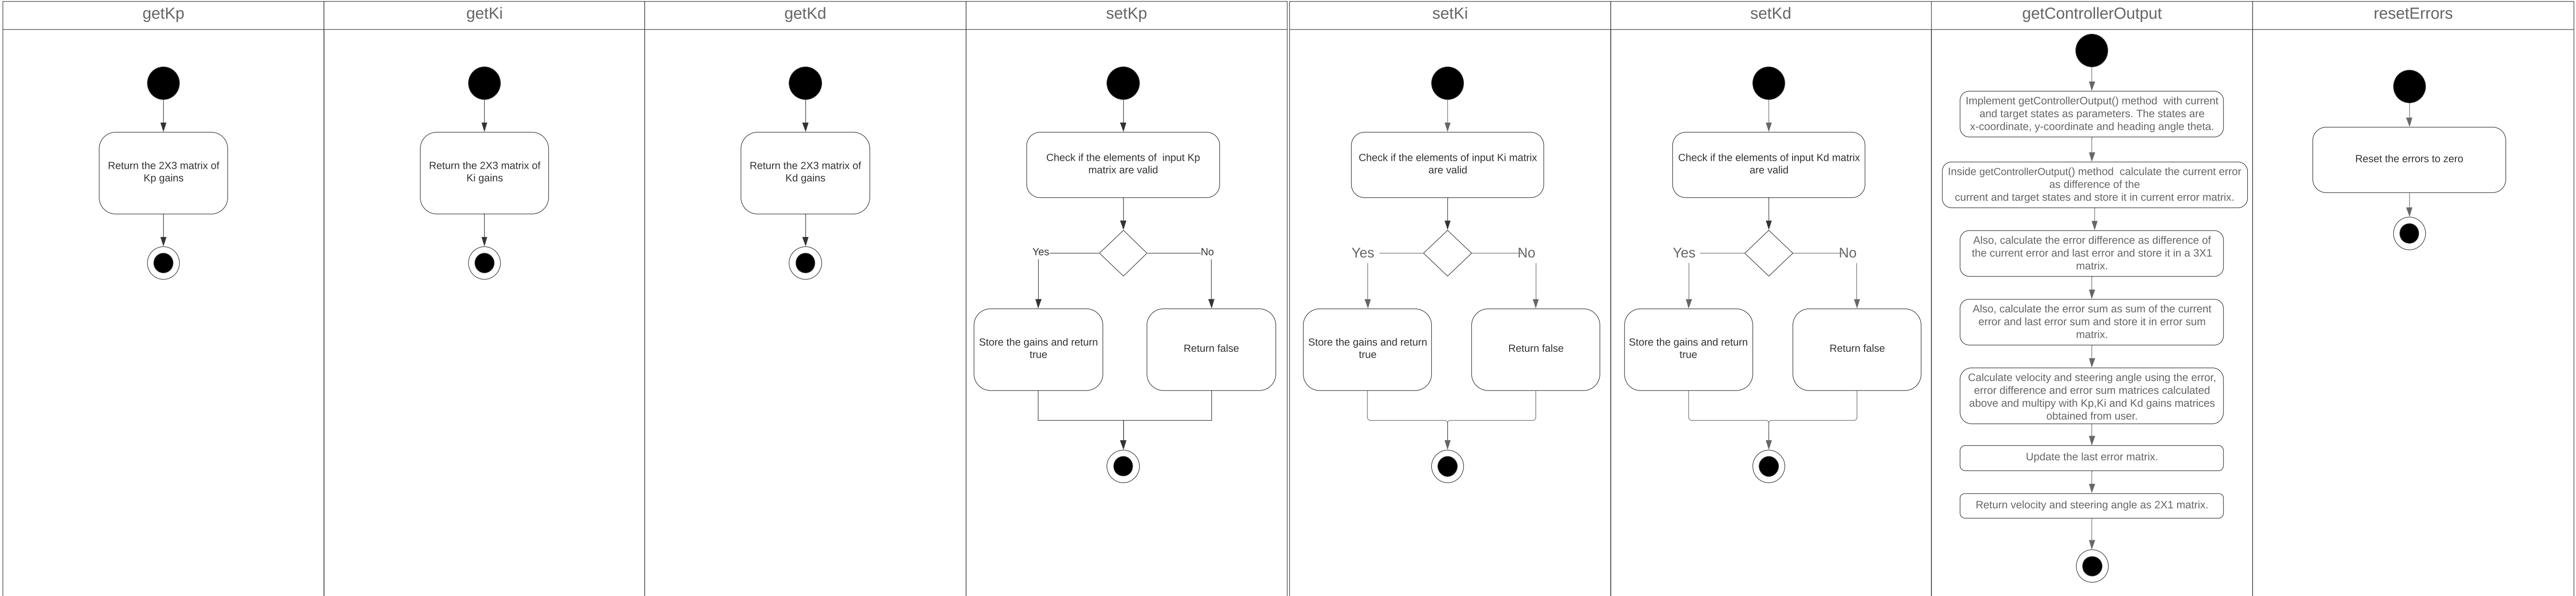 getKp
getKi
getKd
setKp
setKi
setKd
getControllerOutput
resetErrors
Return the 2X3 matrix of
Kp gains
Return the 2X3 matrix of
Ki gains
Return the 2X3 matrix of
Kd gains
Check if the elements of  input Kp
matrix are valid
Yes
No
Store the gains and return
true
Return false
Check if the elements of input Ki matrix
are valid
Yes
No
Store the gains and return
true
Return false
Check if the elements of input Kd matrix
are valid
Yes
No
Store the gains and return
true
Return false
Implement getControllerOutput() method  with current
and target states as parameters. The states are
x-coordinate, y-coordinate and heading angle theta.
Inside getControllerOutput() method  calculate the current error
as difference of the
current and target states and store it in current error matrix.
Also, calculate the error difference as difference of
the current error and last error and store it in a 3X1
matrix.
Also, calculate the error sum as sum of the current
error and last error sum and store it in error sum
matrix.
Calculate velocity and steering angle using the error,
error difference and error sum matrices calculated
above and multipy with Kp,Ki and Kd gains matrices
obtained from user.
Update the last error matrix.
Return velocity and steering angle as 2X1 matrix.
Reset the errors to zero